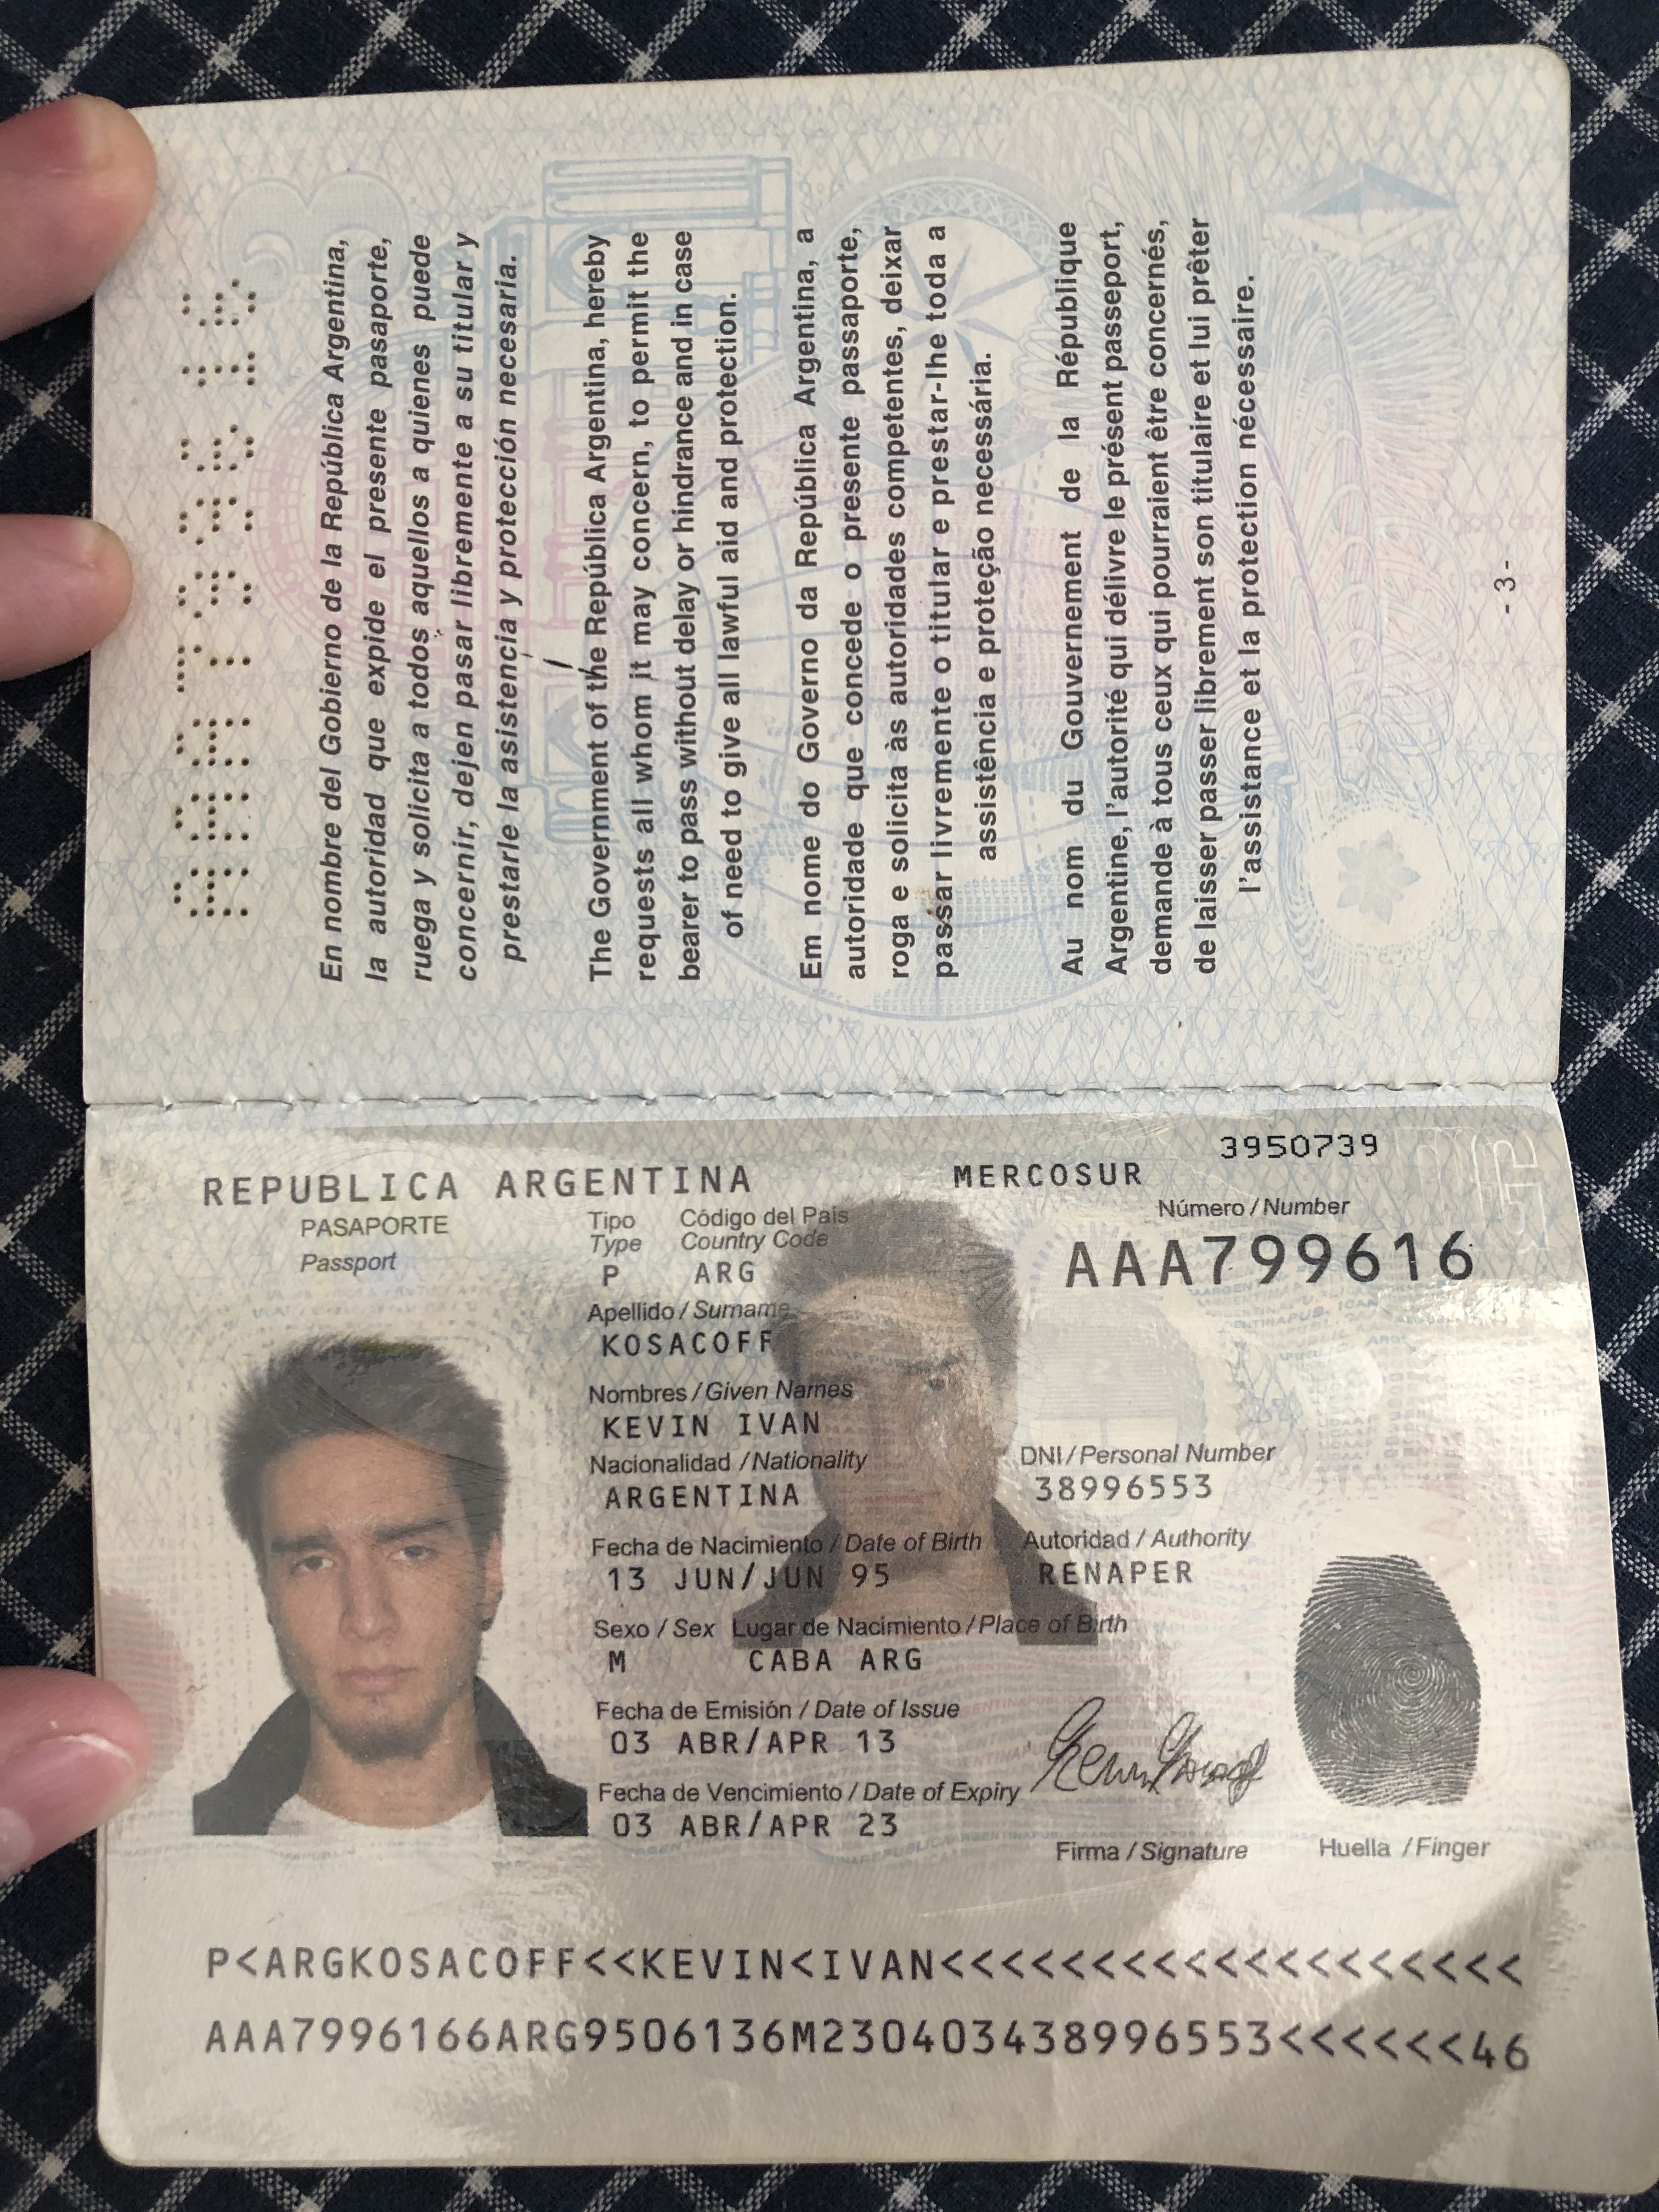 AAA799616
En nombre del Gobierno de la República Argentina,
la autoridad que expide el presente pasaporte,
ruega y solicita a todos aquellos a quienes puede
concernir, dejen pasar libremente a su titular y
prestarle la asistencia y protección necesaria.
The Government of the República Argentina, hereby
requests all whom it may concern, to permit the
bearer to pass without delay or hindrance and in case
of need to give all lawful aid and protection.
Em nome do Governo da República Argentina, a
autoridade que concede o presente passaporte,
roga e solicita às autoridades competentes, deixar
passar livremente o titular e prestar-lhe toda a
assistência e proteção necessária.
Au nom du Gouvernement de la République
Argentine, l'autorité qui délivre le présent passeport,
demande à tous ceux qui pourraient être concernés,
de laisser passer librement son titulaire et lui prêter
l'assistance et la protection nécessaire.
- 3 -
3950739
REPUBLICA ARGENTINA MERCOSUR
PASAPORTE Tipo Código del País Número / Number
Passport Type Country Code
P ARG AAA799616
Apellido / Surname
KOSACOFF
Nombres / Given Names
KEVIN IVAN
Nacionalidad / Nationality DNI / Personal Number
ARGENTINA 38996553
Fecha de Nacimiento / Date of Birth Autoridad / Authority
13 JUN/JUN 95 RENAPER
Sexo / Sex Lugar de Nacimiento / Place of Birth
M CABA ARG
Fecha de Emisión / Date of Issue
03 ABR/APR 13
Fecha de Vencimiento / Date of Expiry
03 ABR/APR 23
Firma / Signature Huella / Finger
P<ARGKOSACOFF<<KEVIN<IVAN<<<<<<<<<<<<<<<<<<<
AAA7996166ARG9506136M230403438996553<<<<<<46